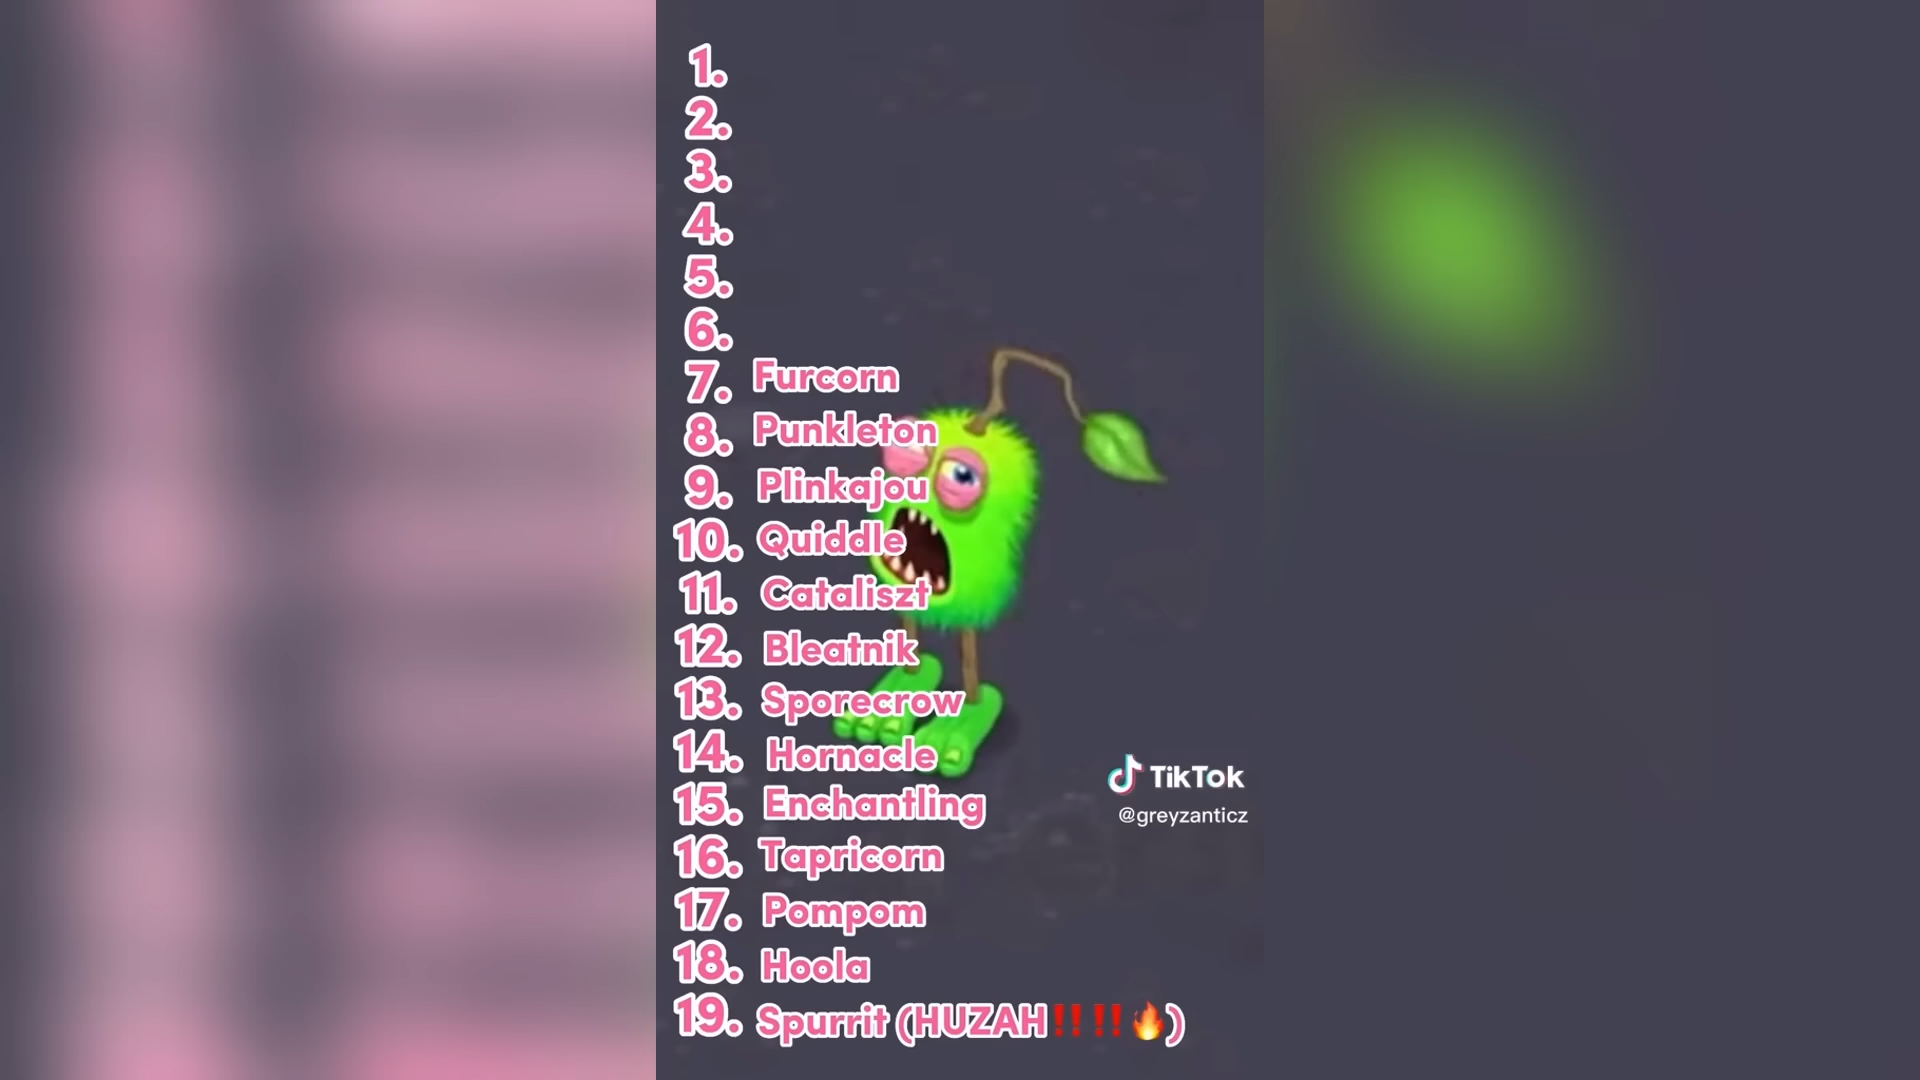 1.
2.
3.
4.
5.
6.
7. Furcorn
8. Punkleton
9. Plinkajou
10. Quiddle
11. Cataliszt
12. Bleatnik
13. Sporecrow
14. Hornacle
TikTok
15. Enchantling
@greyzanticz
16. Tapricorn
17. Pompom
18. Hoola
19. Spurrit (HUZAH‼️‼️🔥)